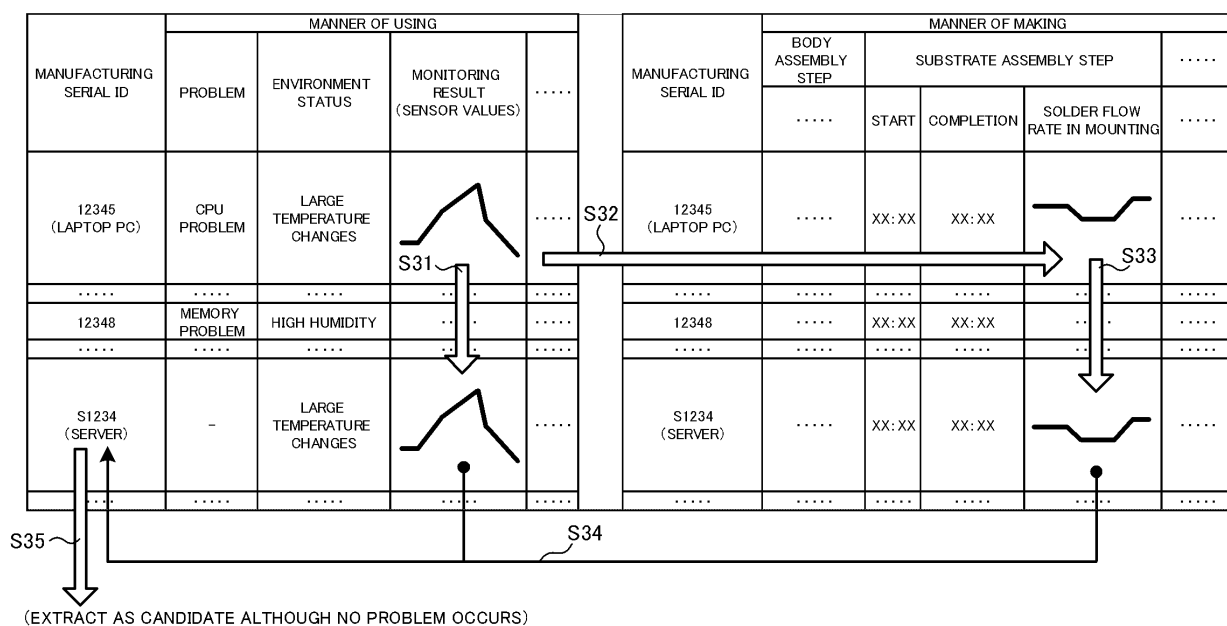 MANNER OF USING
MANUFACTURING
SERIAL ID
PROBLEM
ENVIRONMENT
STATUS
MONITORING
RESULT
(SENSOR VALUES)
.....
12345
(LAPTOP PC)
CPU
PROBLEM
LARGE
TEMPERATURE
CHANGES
.....
S31
..... ..... ..... ..... .....
12348
MEMORY
PROBLEM
HIGH HUMIDITY
..... .....
..... ..... ..... ..... .....
S1234
(SERVER)
-
LARGE
TEMPERATURE
CHANGES
.....
..... ..... ..... ..... .....
S32
MANNER OF MAKING
MANUFACTURING
SERIAL ID
BODY
ASSEMBLY
STEP
SUBSTRATE ASSEMBLY STEP
.....
.....
START
COMPLETION
SOLDER FLOW
RATE IN MOUNTING
.....
12345
(LAPTOP PC)
..... XX:XX XX:XX .....
S33
..... ..... ..... ..... ..... .....
12348 ..... XX:XX XX:XX ..... .....
..... ..... ..... ..... ..... .....
S1234
(SERVER)
..... XX:XX XX:XX .....
..... ..... ..... ..... ..... .....
S34
S35
(EXTRACT AS CANDIDATE ALTHOUGH NO PROBLEM OCCURS)